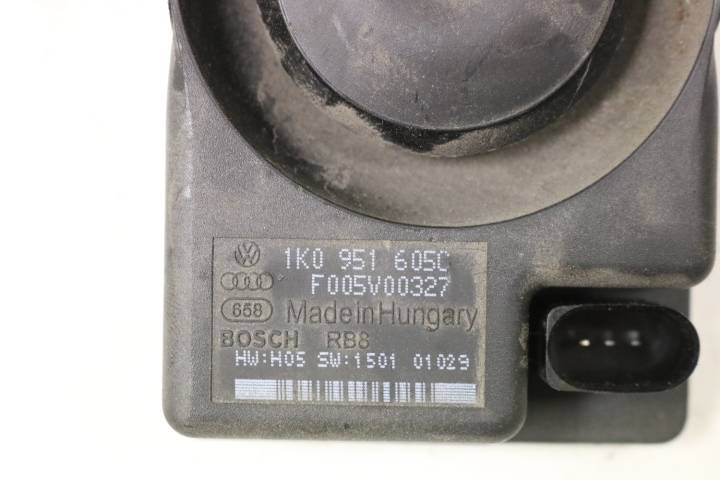 1K0 951 605C
F005V00327
658 Made in Hungary
BOSCH RB8
HW:H05 SW:1501 01029